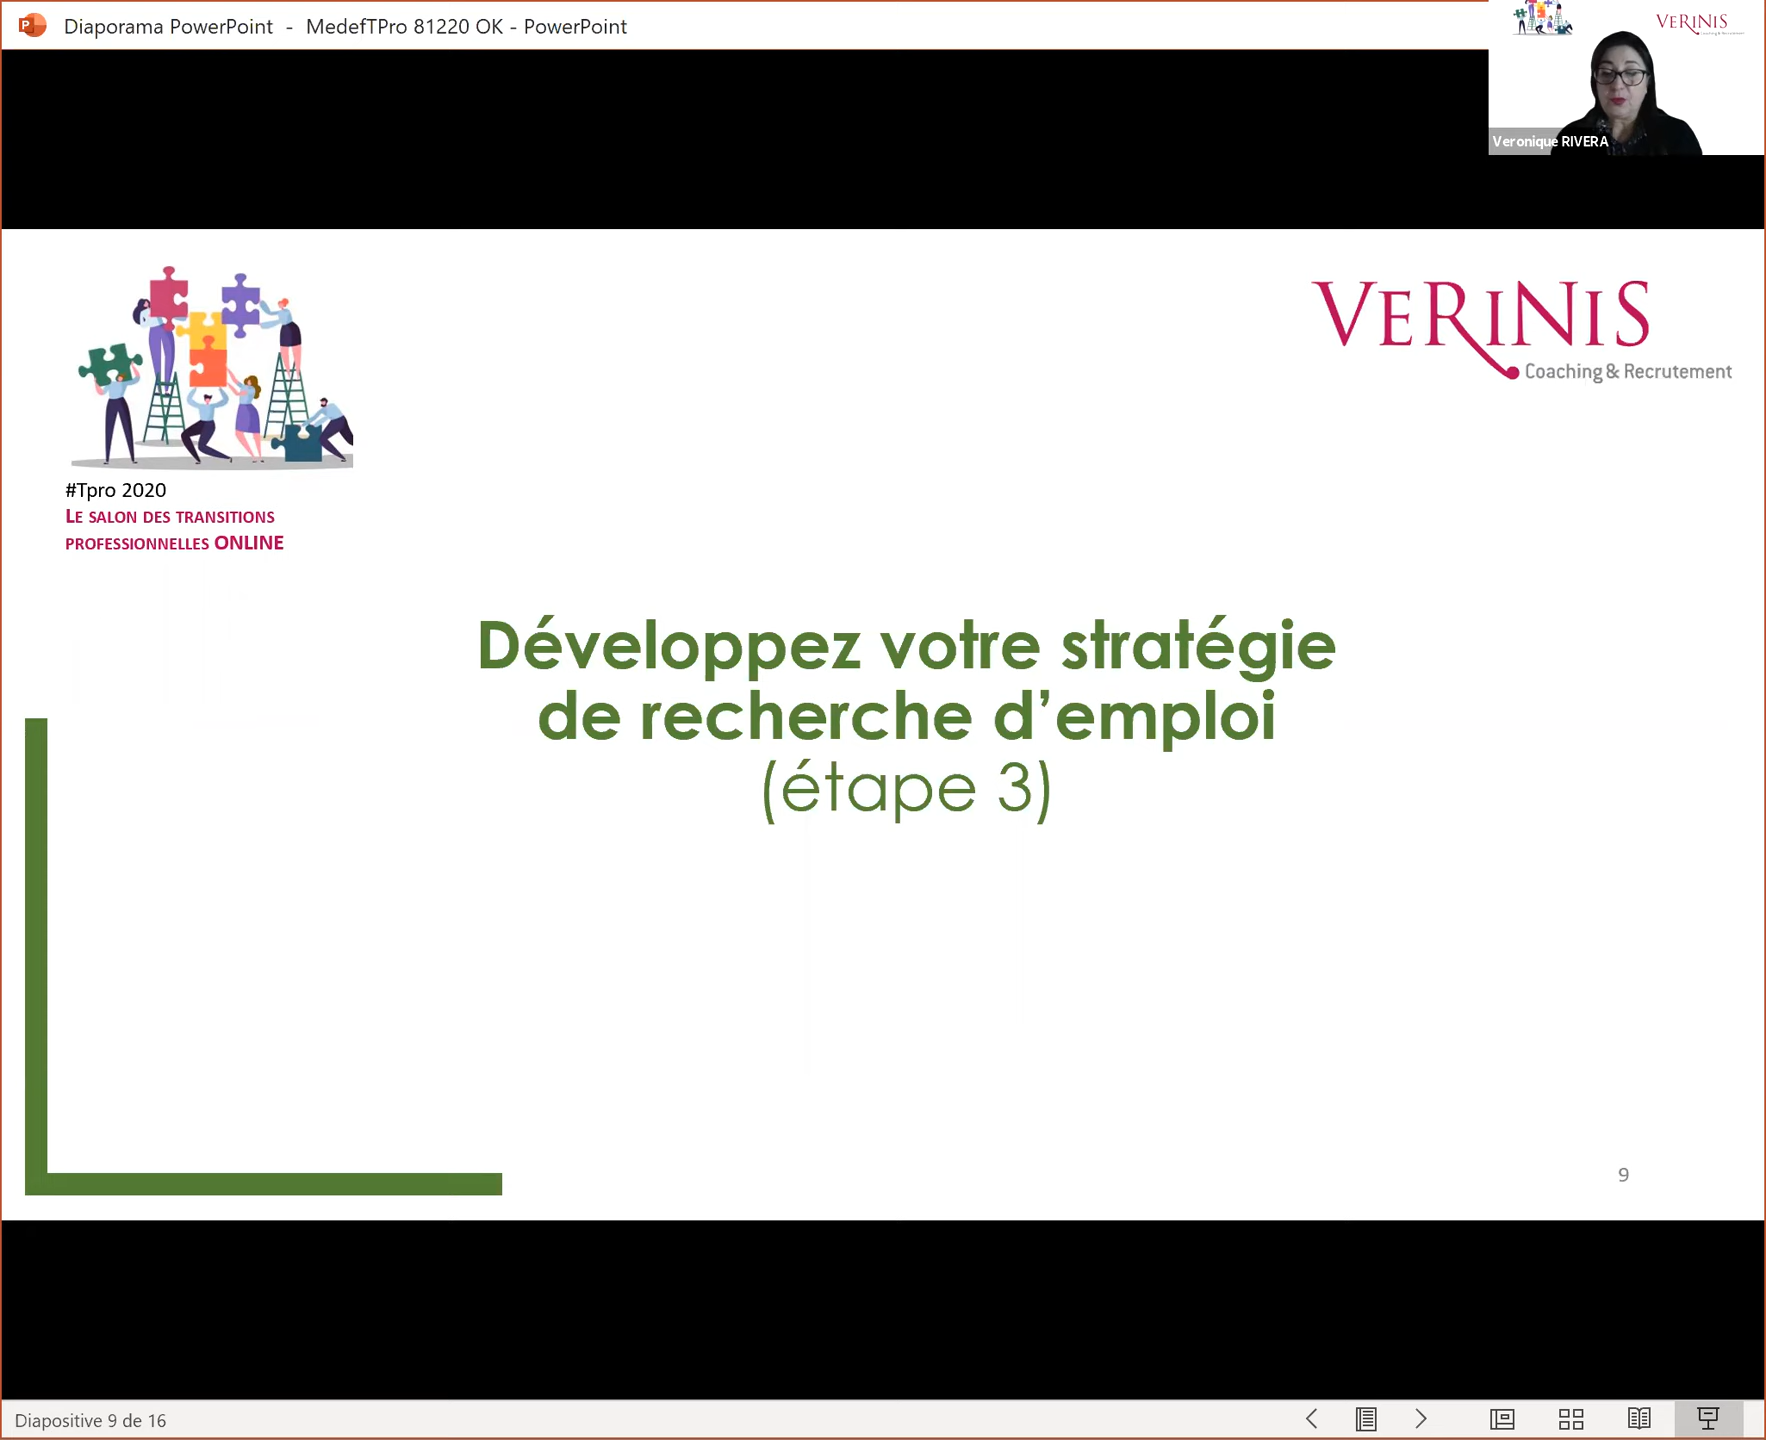 Diaporama PowerPoint - MedefTPro 81220 OK - PowerPoint
VERINIS
Veronique RIVERA
VERINIS
Coaching & Recrutement
#Tpro 2020
LE SALON DES TRANSITIONS
PROFESSIONNELLES ONLINE
Développez votre stratégie
de recherche d’emploi
(étape 3)
9
Diapositive 9 de 16